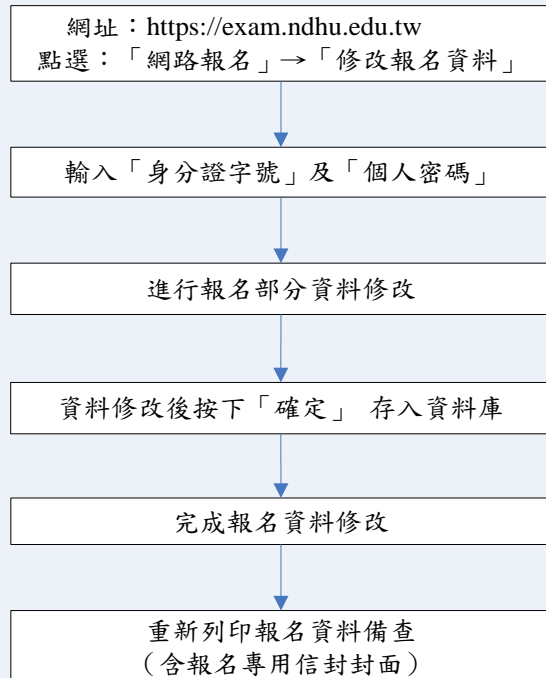 網址：https://exam.ndhu.edu.tw
點選：「網路報名」→「修改報名資料」
輸入「身分證字號」及「個人密碼」
進行報名部分資料修改
資料修改後按下「確定」 存入資料庫
完成報名資料修改
重新列印報名資料備查
（含報名專用信封封面）